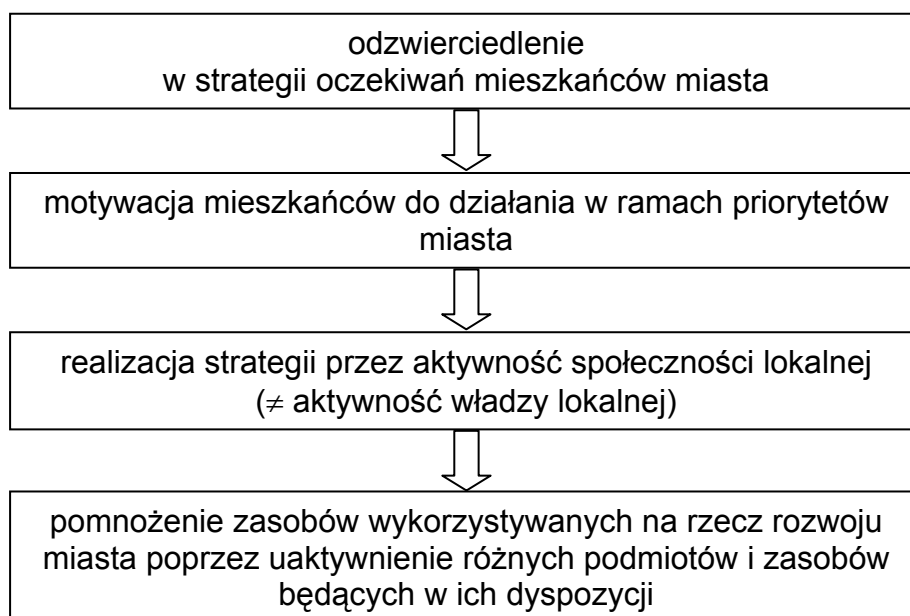 odzwierciedlenie
w strategii oczekiwań mieszkańców miasta
motywacja mieszkańców do działania w ramach priorytetów
miasta
realizacja strategii przez aktywność społeczności lokalnej
(≠ aktywność władzy lokalnej)
pomnożenie zasobów wykorzystywanych na rzecz rozwoju
miasta poprzez uaktywnienie różnych podmiotów i zasobów
będących w ich dyspozycji